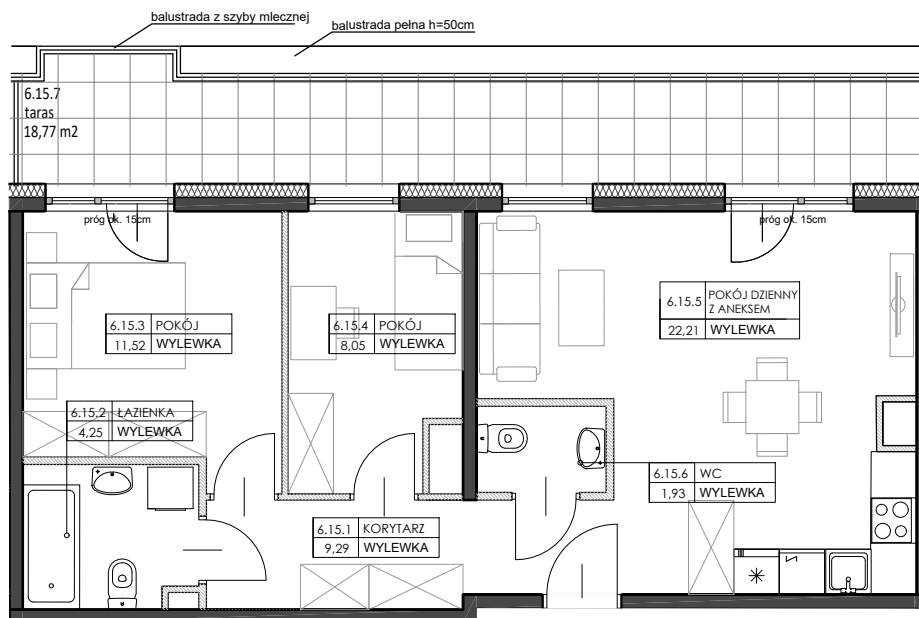 balustrada z szyby mlecznej
balustrada pełna h=50cm
6.15.7
taras
18,77 m2
próg ok. 15cm
próg ok. 15cm
6.15.3 POKÓJ
11,52 WYLEWKA
6.15.4 POKÓJ
8,05 WYLEWKA
6.15.5 POKÓJ DZIENNY
Z ANEKSEM
22,21 WYLEWKA
6.15.2 ŁAZIENKA
4,25 WYLEWKA
6.15.6 WC
1,93 WYLEWKA
6.15.1 KORYTARZ
9,29 WYLEWKA